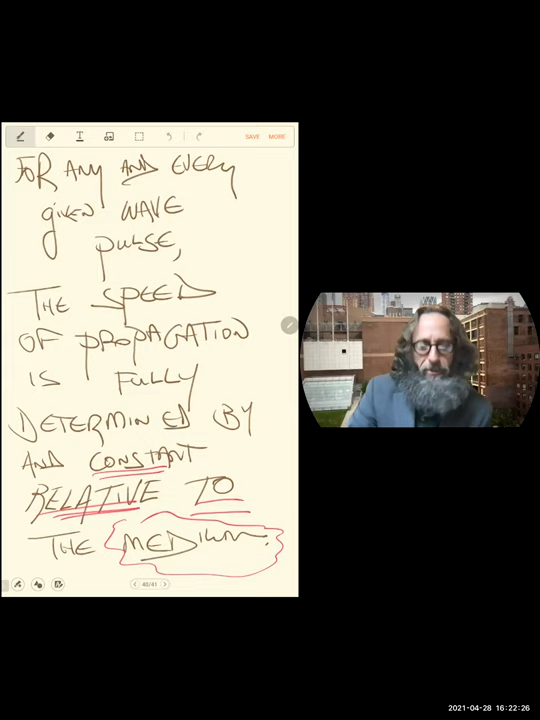 SAVE MORE
FOR ANY AND EVERY
given WAVE
pulse,
THE SPEED
OF PROPAGATION
IS FULLY
DETERMINED BY
AND CONSTANT
RELATIVE TO
THE MEDIUM.
40/41
2021-04-28 16:22:26